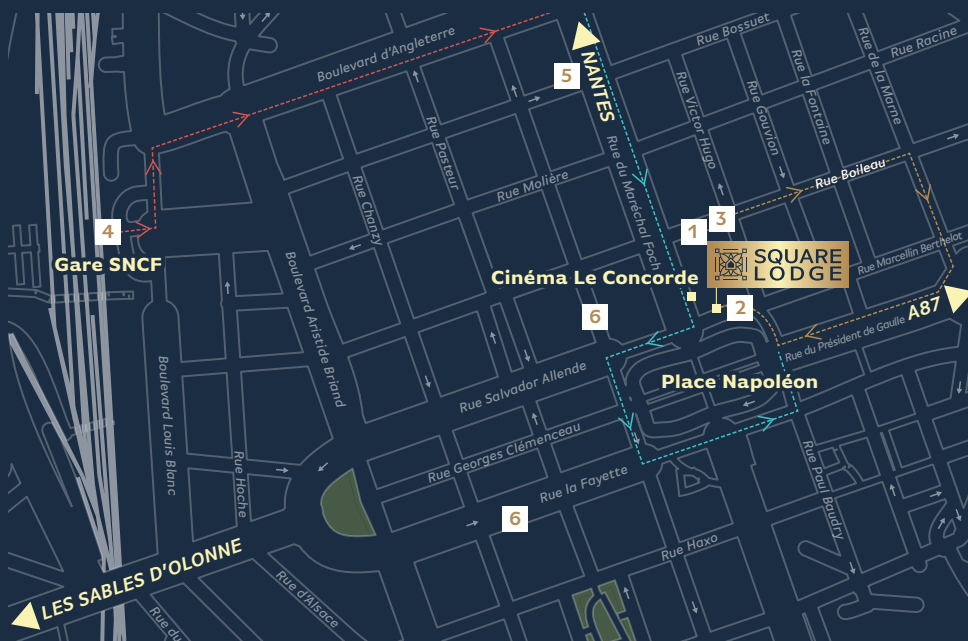 Rue Bossuet
Rue Racine
Boulevard d'Angleterre
NANTES
5
Rue Victor Hugo
Rue Gouvion
Rue la Fontaine
Rue de la Marne
Rue Pasteur
Rue Molière
Rue Chanzy
Rue du Maréchal Foch
Rue Boileau
4
Gare SNCF
1
3
SQUARE
LODGE
Rue Marcellin Berthelot
Cinéma Le Concorde
2
6
A87
Rue du Président de Gaulle
Boulevard Aristide Briand
Boulevard Louis Blanc
Place Napoléon
Rue Salvador Allende
Rue Georges Clémenceau
Rue la Fayette
Rue Hoche
Rue Paul Baudry
6
Rue Haxo
LES SABLES D'OLONNE
Rue d'Alsace
Rue du